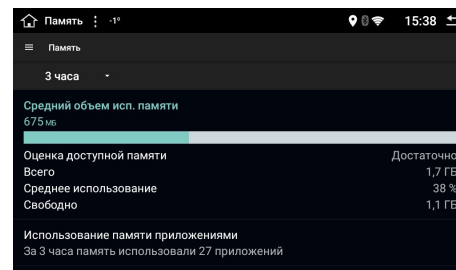 Память -1°
15:38
Память
3 часа
Средний объем исп. памяти
675 МБ
Оценка доступной памяти Достаточно
Всего 1,7 ГБ
Среднее использование 38 %
Свободно 1,1 ГБ
Использование памяти приложениями
За 3 часа память использовали 27 приложений